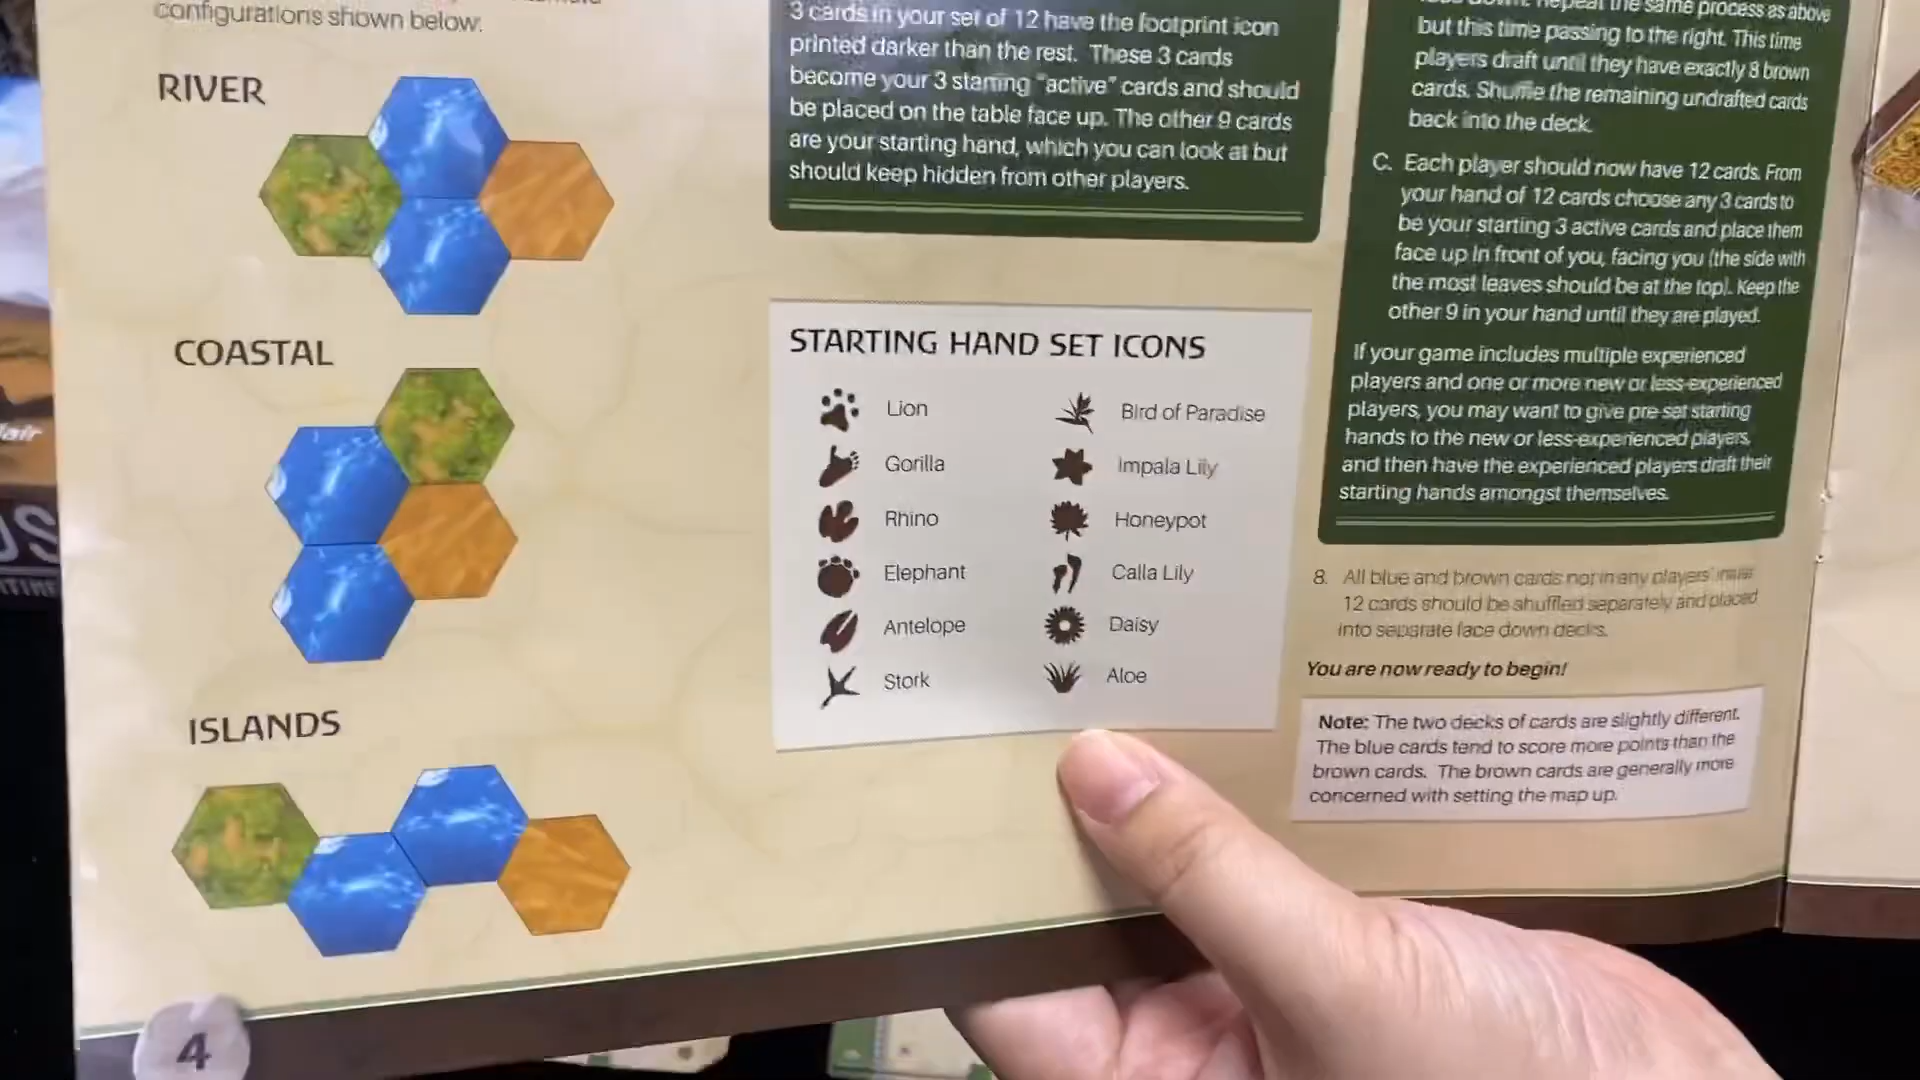 configurations shown below.
RIVER
COASTAL
ISLANDS
4
3 cards in your set of 12 have the footprint icon
printed darker than the rest. These 3 cards
become your 3 starting "active" cards and should
be placed on the table face up. The other 9 cards
are your starting hand, which you can look at but
should keep hidden from other players.
STARTING HAND SET ICONS
Lion
Gorilla
Rhino
Elephant
Antelope
Stork
Bird of Paradise
Impala Lily
Honeypot
Calla Lily
Daisy
Aloe
repeat the same process as above
but this time passing to the right. This time
players draft until they have exactly 8 brown
cards. Shuffle the remaining undrafted cards
back into the deck.
C. Each player should now have 12 cards. From
your hand of 12 cards choose any 3 cards to
be your starting 3 active cards and place them
face up in front of you, facing you (the side with
the most leaves should be at the top). Keep the
other 9 in your hand until they are played.
If your game includes multiple experienced
players and one or more new or less-experienced
players, you may want to give pre-set starting
hands to the new or less-experienced players,
and then have the experienced players draft their
starting hands amongst themselves.
8. All blue and brown cards not in any players' initial
12 cards should be shuffled separately and placed
into separate face down decks.
You are now ready to begin!
Note: The two decks of cards are slightly different.
The blue cards tend to score more points than the
brown cards. The brown cards are generally more
concerned with setting the map up.